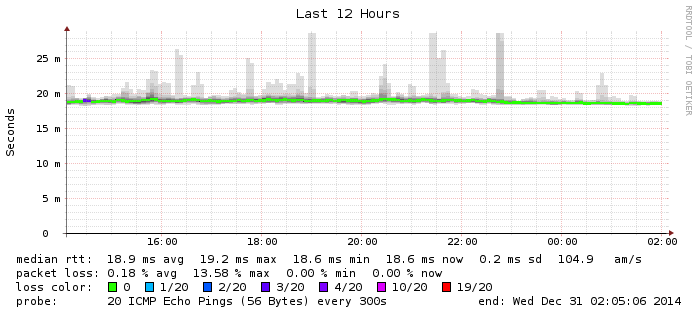 Last 12 Hours
RRDTOOL / TOBI OETIKER
Seconds
25 m
20 m
15 m
10 m
5 m
0
16:00 18:00 20:00 22:00 00:00 02:00
median rtt: 18.9 ms avg 19.2 ms max 18.6 ms min 18.6 ms now 0.2 ms sd 104.9 am/s
packet loss: 0.18 % avg 13.58 % max 0.00 % min 0.00 % now
loss color: 0 1/20 2/20 3/20 4/20 10/20 19/20
probe: 20 ICMP Echo Pings (56 Bytes) every 300s end: Wed Dec 31 02:05:06 2014